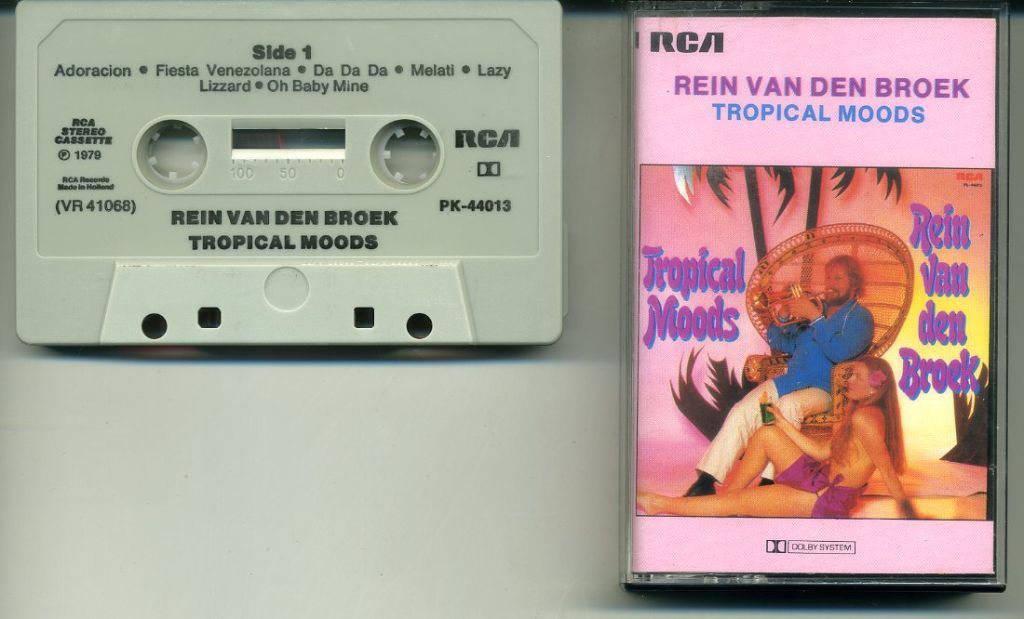 Side 1
Adoracion • Fiesta Venezolana • Da Da Da • Melati • Lazy
Lizzard • Oh Baby Mine
RCA
STEREO
CASSETTE
℗ 1979
RCA Records
Made in Holland
(VR 41068)
100 50 0
RCA
PK-44013
REIN VAN DEN BROEK
TROPICAL MOODS
RCA
REIN VAN DEN BROEK
TROPICAL MOODS
RCA
PL-44013
Tropical
Moods
Rein
Van
den
Broek
DOLBY SYSTEM